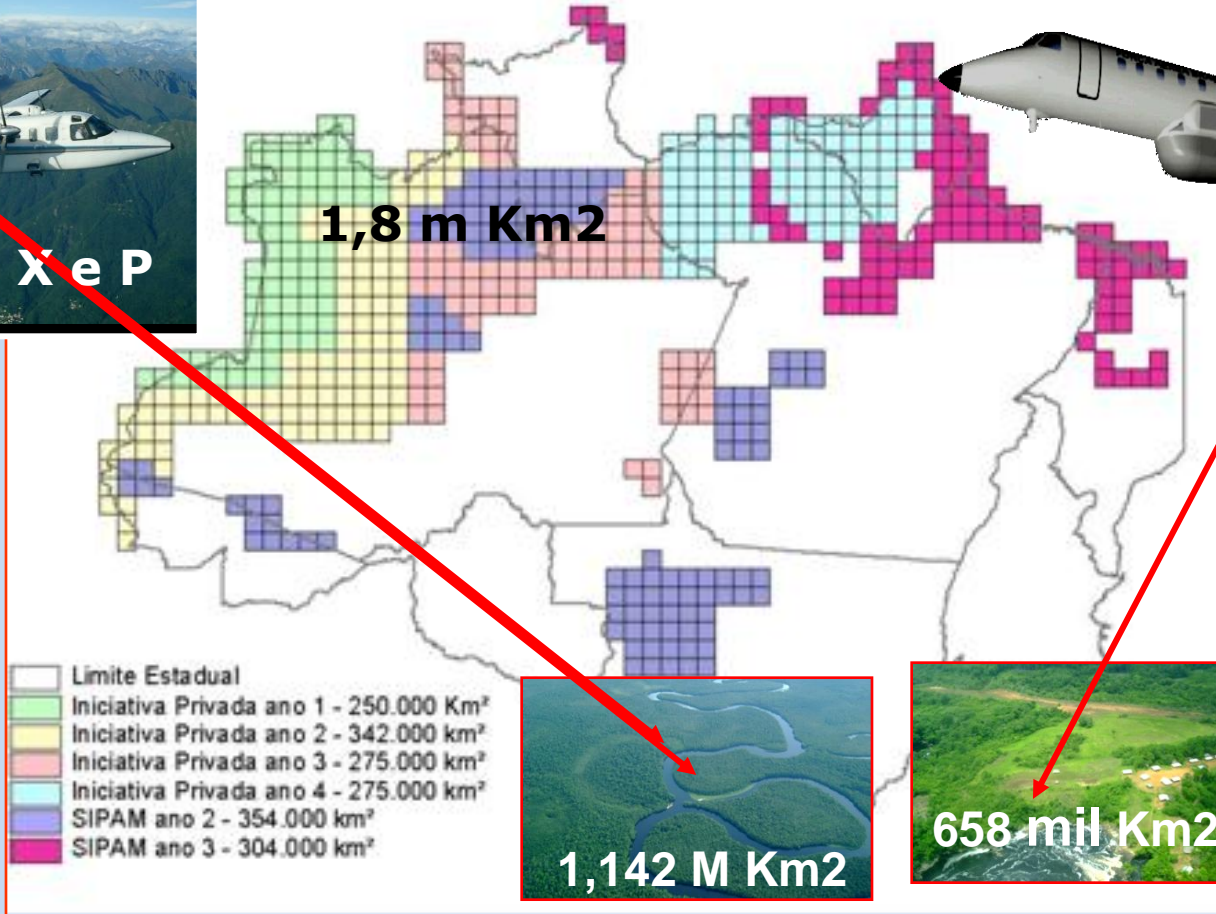 X e P
1,8 m Km2
Limite Estadual
Iniciativa Privada ano 1 - 250.000 Km²
Iniciativa Privada ano 2 - 342.000 km²
Iniciativa Privada ano 3 - 275.000 km²
Iniciativa Privada ano 4 - 275.000 km²
SIPAM ano 2 - 354.000 km²
SIPAM ano 3 - 304.000 km²
1,142 M Km2
658 mil Km2